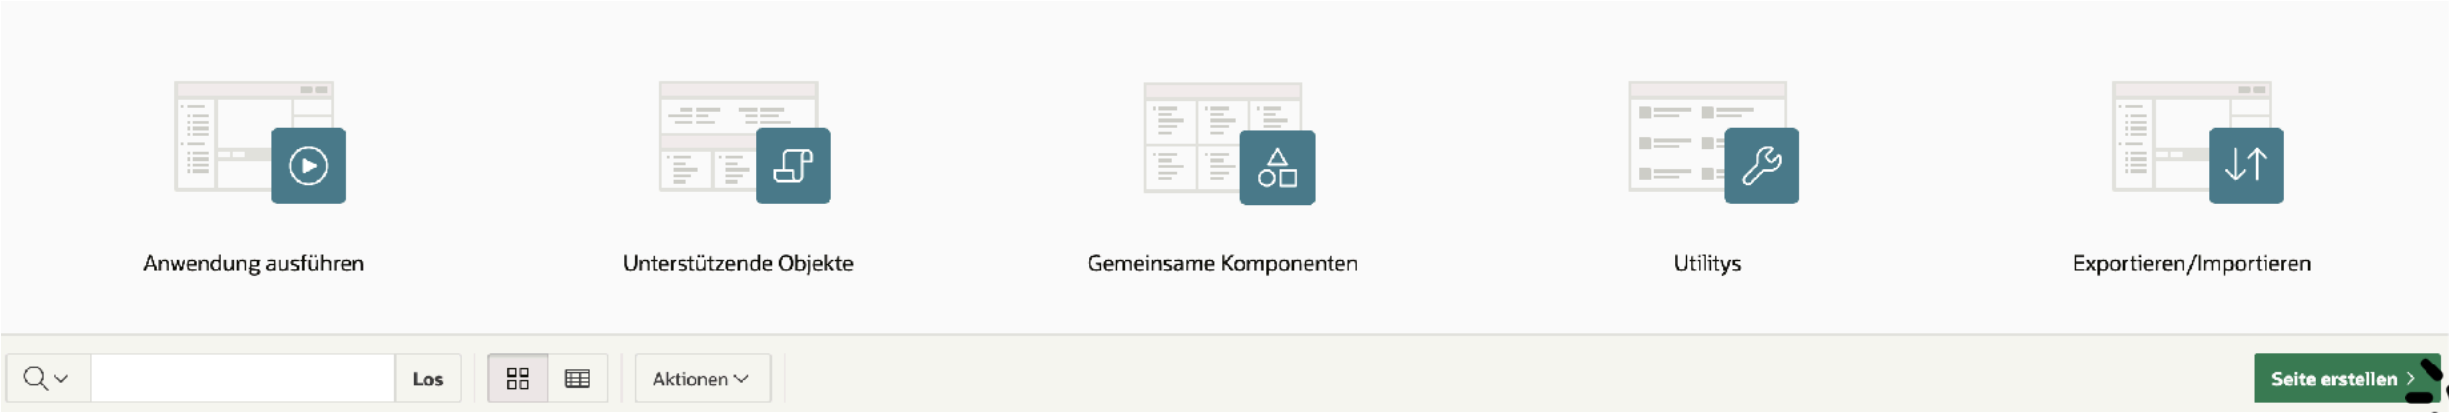 Anwendung ausführen
Unterstützende Objekte
Gemeinsame Komponenten
Utilitys
Exportieren/Importieren
Los
Aktionen
Seite erstellen